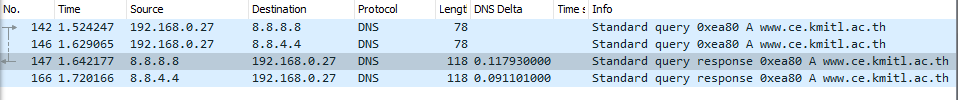 No. Time Source Destination Protocol Lengt DNS Delta Time s Info
142 1.524247 192.168.0.27 8.8.8.8 DNS 78 Standard query 0xea80 A www.ce.kmitl.ac.th
146 1.629065 192.168.0.27 8.8.4.4 DNS 78 Standard query 0xea80 A www.ce.kmitl.ac.th
147 1.642177 8.8.8.8 192.168.0.27 DNS 118 0.117930000 Standard query response 0xea80 A www.ce.kmitl.ac.th
166 1.720166 8.8.4.4 192.168.0.27 DNS 118 0.091101000 Standard query response 0xea80 A www.ce.kmitl.ac.th